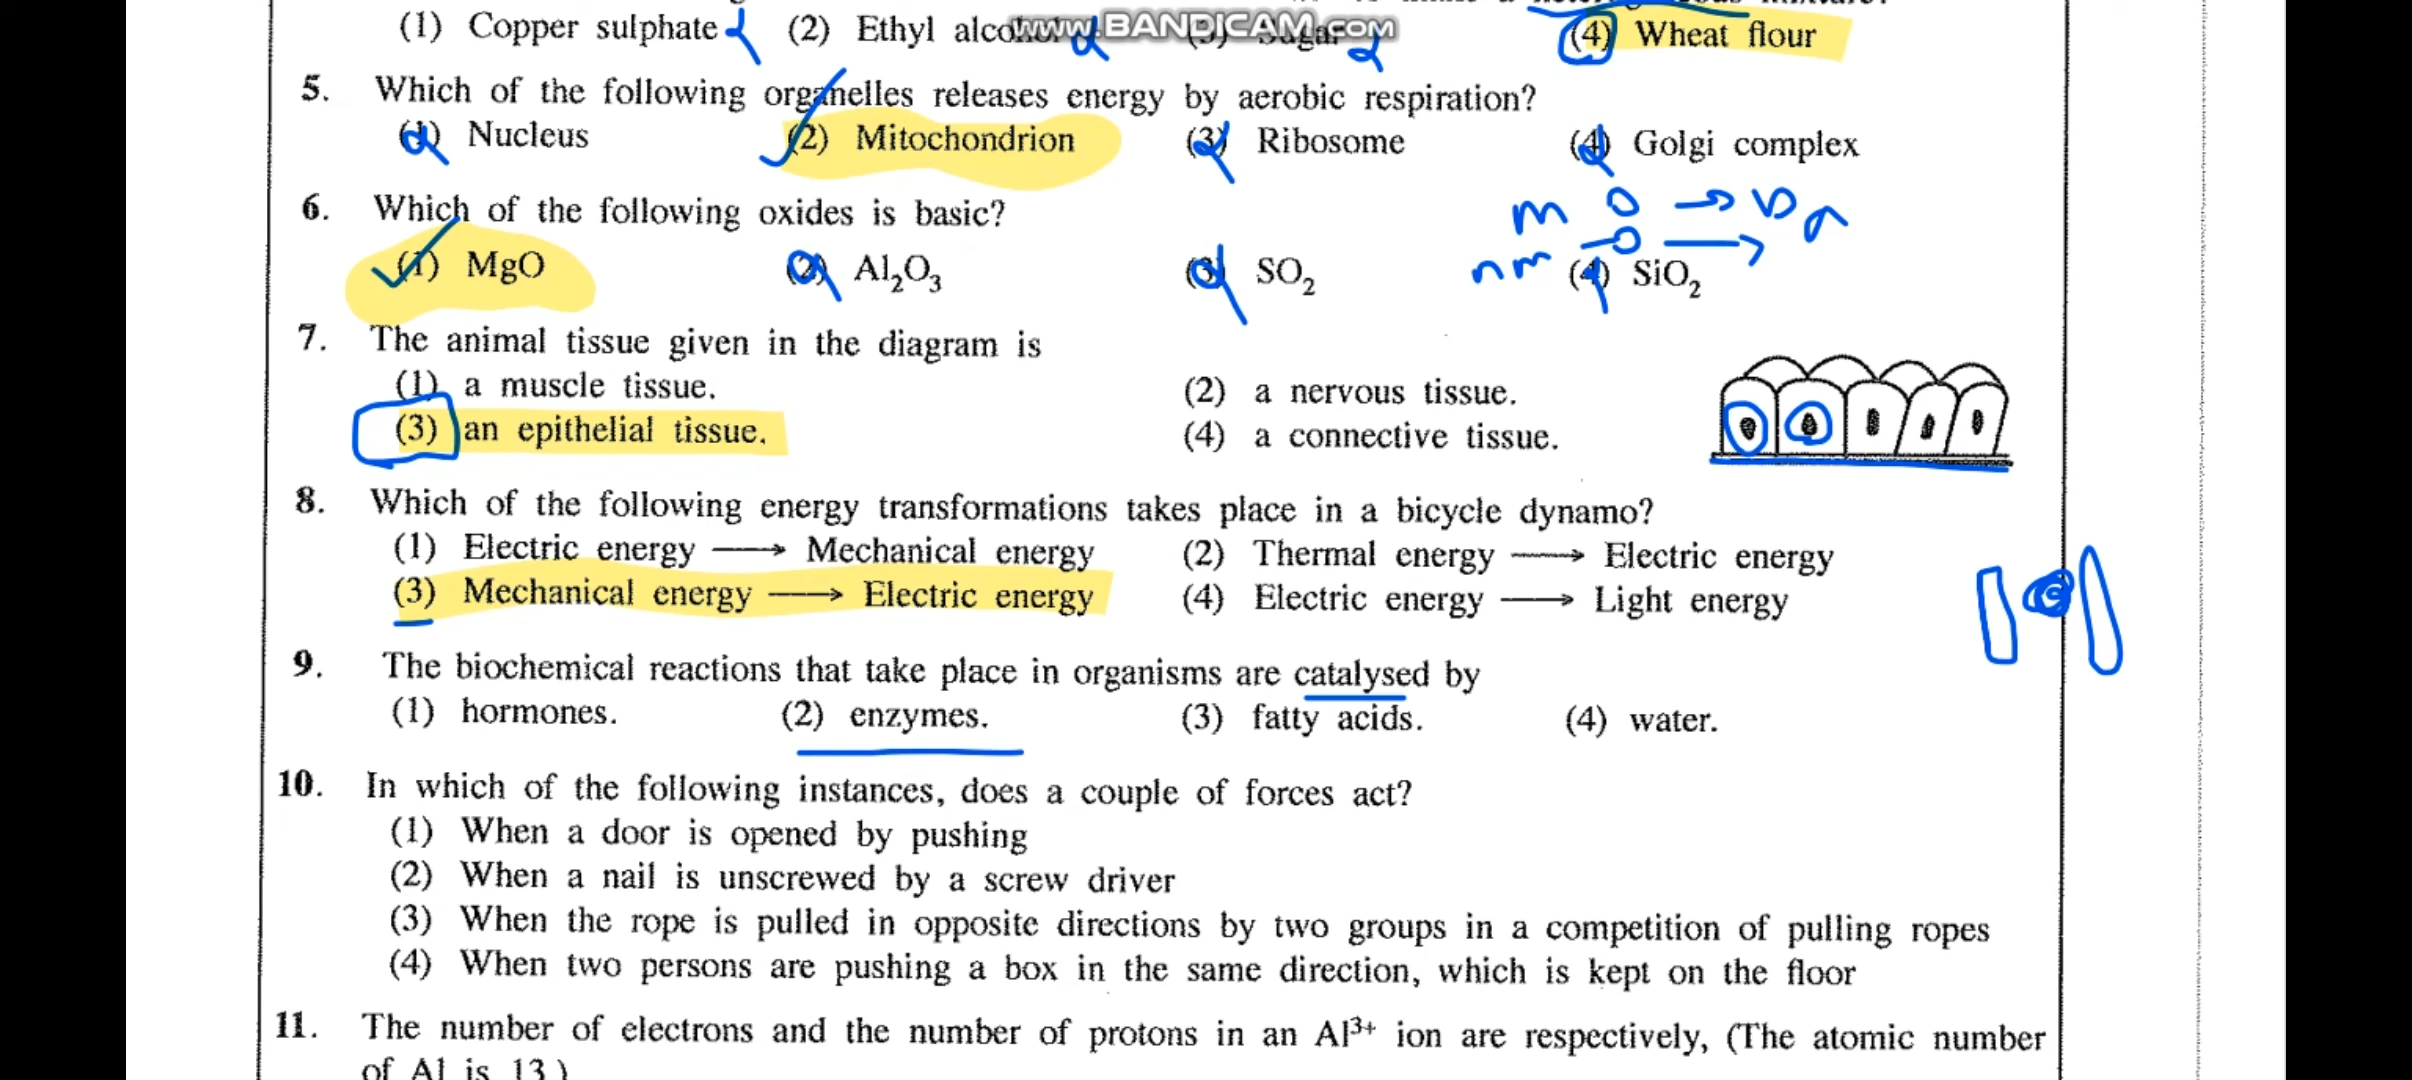 (1) Copper sulphate (2) Ethyl alcohol (3) Sugar (4) Wheat flour
www.BANDICAM.com
5. Which of the following organelles releases energy by aerobic respiration?
(1) Nucleus (2) Mitochondrion (3) Ribosome (4) Golgi complex
6. Which of the following oxides is basic?
m O → b a
nm O →
(1) MgO (2) Al₂O₃ (3) SO₂ (4) SiO₂
7. The animal tissue given in the diagram is
(1) a muscle tissue. (2) a nervous tissue.
(3) an epithelial tissue. (4) a connective tissue.
8. Which of the following energy transformations takes place in a bicycle dynamo?
(1) Electric energy ⟶ Mechanical energy (2) Thermal energy ⟶ Electric energy
(3) Mechanical energy ⟶ Electric energy (4) Electric energy ⟶ Light energy
9. The biochemical reactions that take place in organisms are catalysed by
(1) hormones. (2) enzymes. (3) fatty acids. (4) water.
10. In which of the following instances, does a couple of forces act?
(1) When a door is opened by pushing
(2) When a nail is unscrewed by a screw driver
(3) When the rope is pulled in opposite directions by two groups in a competition of pulling ropes
(4) When two persons are pushing a box in the same direction, which is kept on the floor
11. The number of electrons and the number of protons in an Al³⁺ ion are respectively, (The atomic number
of Al is 13.)